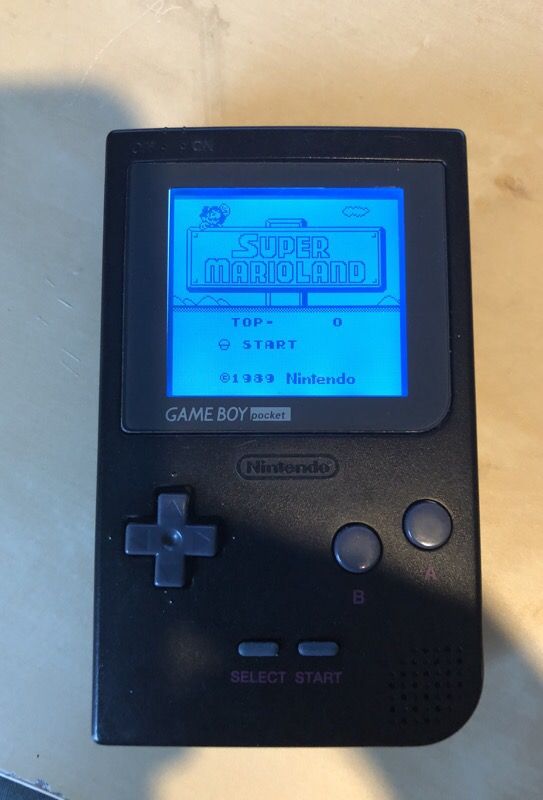 OFF ON
SUPER
MARIOLAND
TOP- 0
START
©1989 Nintendo
GAME BOY pocket
Nintendo
A
B
SELECT START